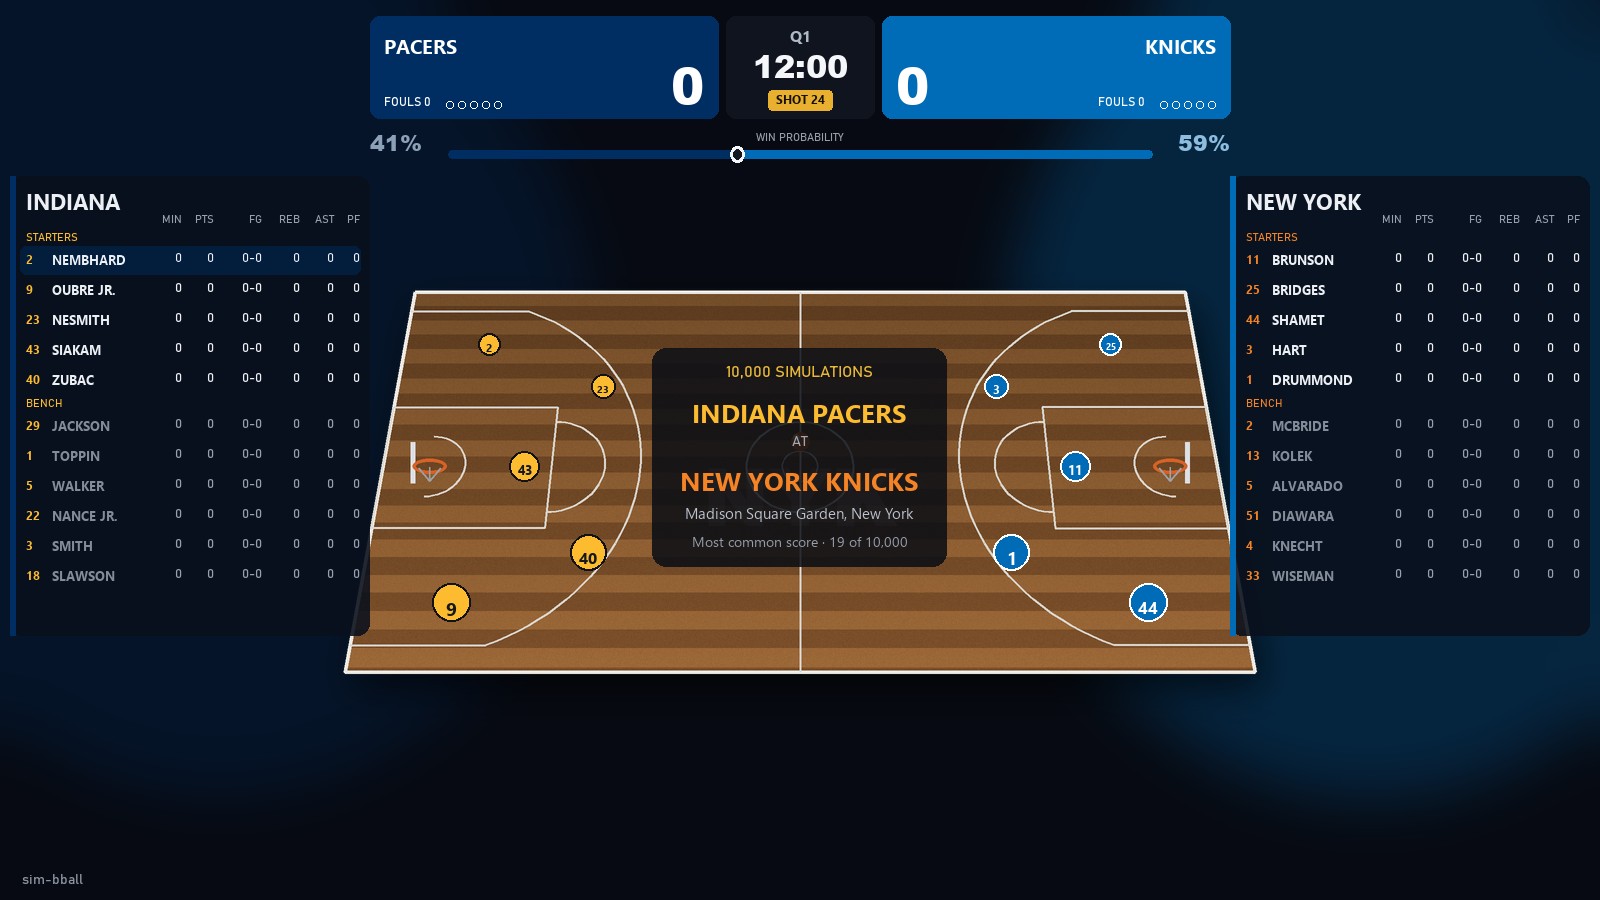 PACERS
0
FOULS 0
Q1
12:00
SHOT 24
KNICKS
0
FOULS 0
41%
WIN PROBABILITY
59%
INDIANA
MIN PTS FG REB AST PF
STARTERS
2 NEMBHARD 0 0 0-0 0 0 0
9 OUBRE JR. 0 0 0-0 0 0 0
23 NESMITH 0 0 0-0 0 0 0
43 SIAKAM 0 0 0-0 0 0 0
40 ZUBAC 0 0 0-0 0 0 0
BENCH
29 JACKSON 0 0 0-0 0 0 0
1 TOPPIN 0 0 0-0 0 0 0
5 WALKER 0 0 0-0 0 0 0
22 NANCE JR. 0 0 0-0 0 0 0
3 SMITH 0 0 0-0 0 0 0
18 SLAWSON 0 0 0-0 0 0 0
2
23
43
40
9
10,000 SIMULATIONS
INDIANA PACERS
AT
NEW YORK KNICKS
Madison Square Garden, New York
Most common score · 19 of 10,000
25
3
11
1
44
NEW YORK
MIN PTS FG REB AST PF
STARTERS
11 BRUNSON 0 0 0-0 0 0 0
25 BRIDGES 0 0 0-0 0 0 0
44 SHAMET 0 0 0-0 0 0 0
3 HART 0 0 0-0 0 0 0
1 DRUMMOND 0 0 0-0 0 0 0
BENCH
2 MCBRIDE 0 0 0-0 0 0 0
13 KOLEK 0 0 0-0 0 0 0
5 ALVARADO 0 0 0-0 0 0 0
51 DIAWARA 0 0 0-0 0 0 0
4 KNECHT 0 0 0-0 0 0 0
33 WISEMAN 0 0 0-0 0 0 0
sim-bball